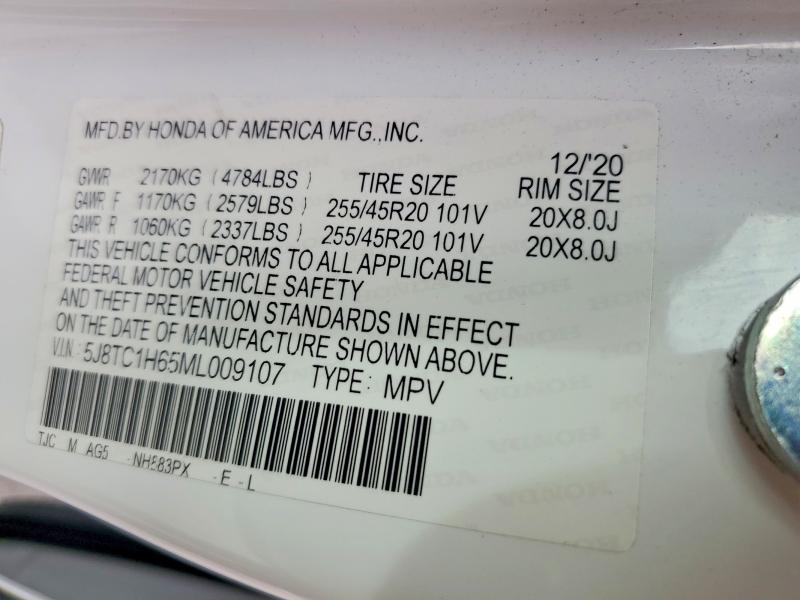 MFD.BY HONDA OF AMERICA MFG.,INC.
12/'20
GVWR 2170KG (4784LBS) TIRE SIZE RIM SIZE
GAWR F 1170KG (2579LBS) 255/45R20 101V 20X8.0J
GAWR R 1060KG (2337LBS) 255/45R20 101V 20X8.0J
THIS VEHICLE CONFORMS TO ALL APPLICABLE
FEDERAL MOTOR VEHICLE SAFETY
AND THEFT PREVENTION STANDARDS IN EFFECT
ON THE DATE OF MANUFACTURE SHOWN ABOVE.
V.I.N.: 5J8TC1H65ML009107 TYPE: MPV
TJC M AG5 -NH883PX -E -L